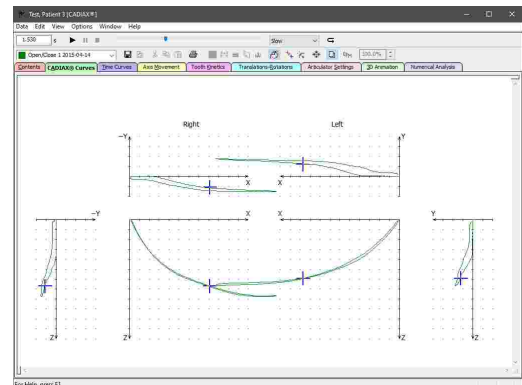 Test, Patient 3 [CADIAX®]
Data Edit View Options Window Help
1.530 s Slow
Open/Close 1 2015-04-14 100.0%
Contents CADIAX® Curves Time Curves Axis Movement Tooth Kinetics Translations-Rotations Articulator Settings 3D Animation Numerical Analysis
Right Left
-Y Y
X X
-Y X X Y
Z Z Z Z
For Help, press F1